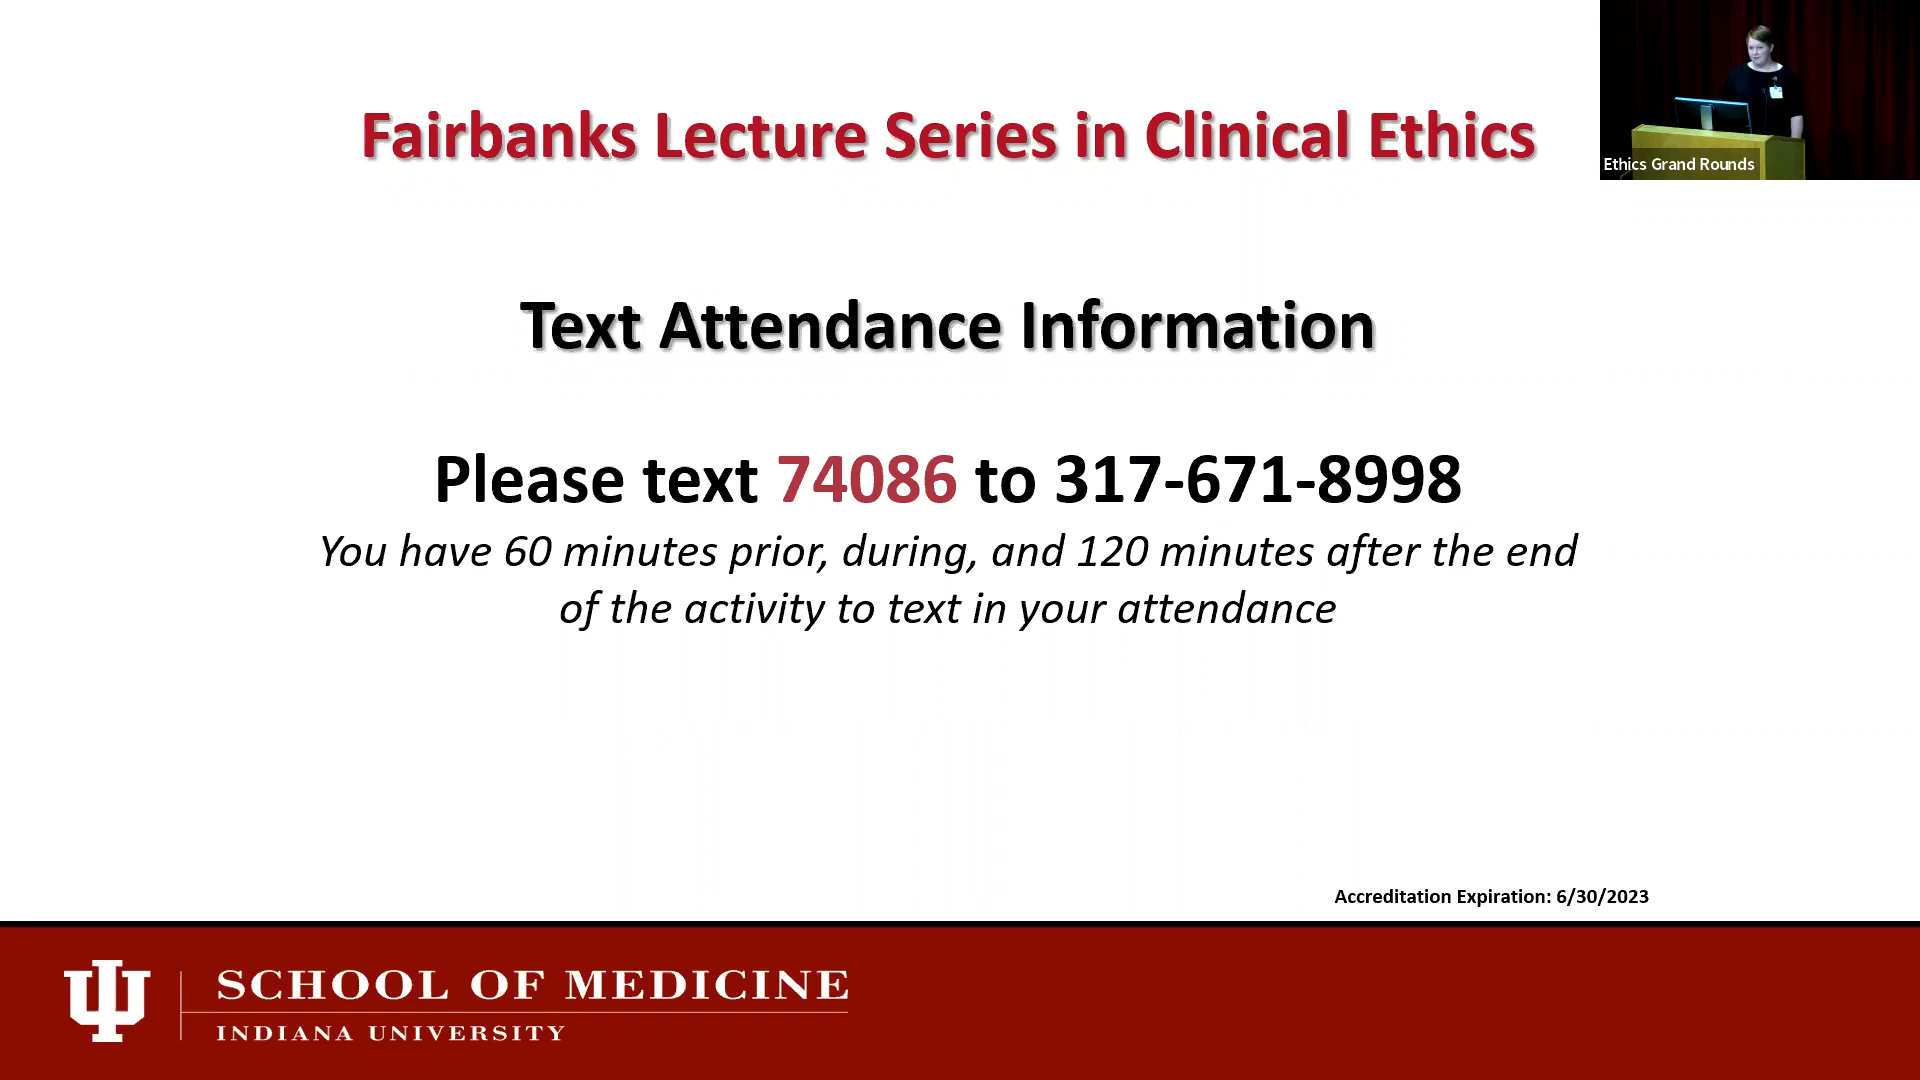 Fairbanks Lecture Series in Clinical Ethics
Ethics Grand Rounds
Text Attendance Information
Please text 74086 to 317-671-8998
You have 60 minutes prior, during, and 120 minutes after the end
of the activity to text in your attendance
Accreditation Expiration: 6/30/2023
SCHOOL OF MEDICINE
INDIANA UNIVERSITY